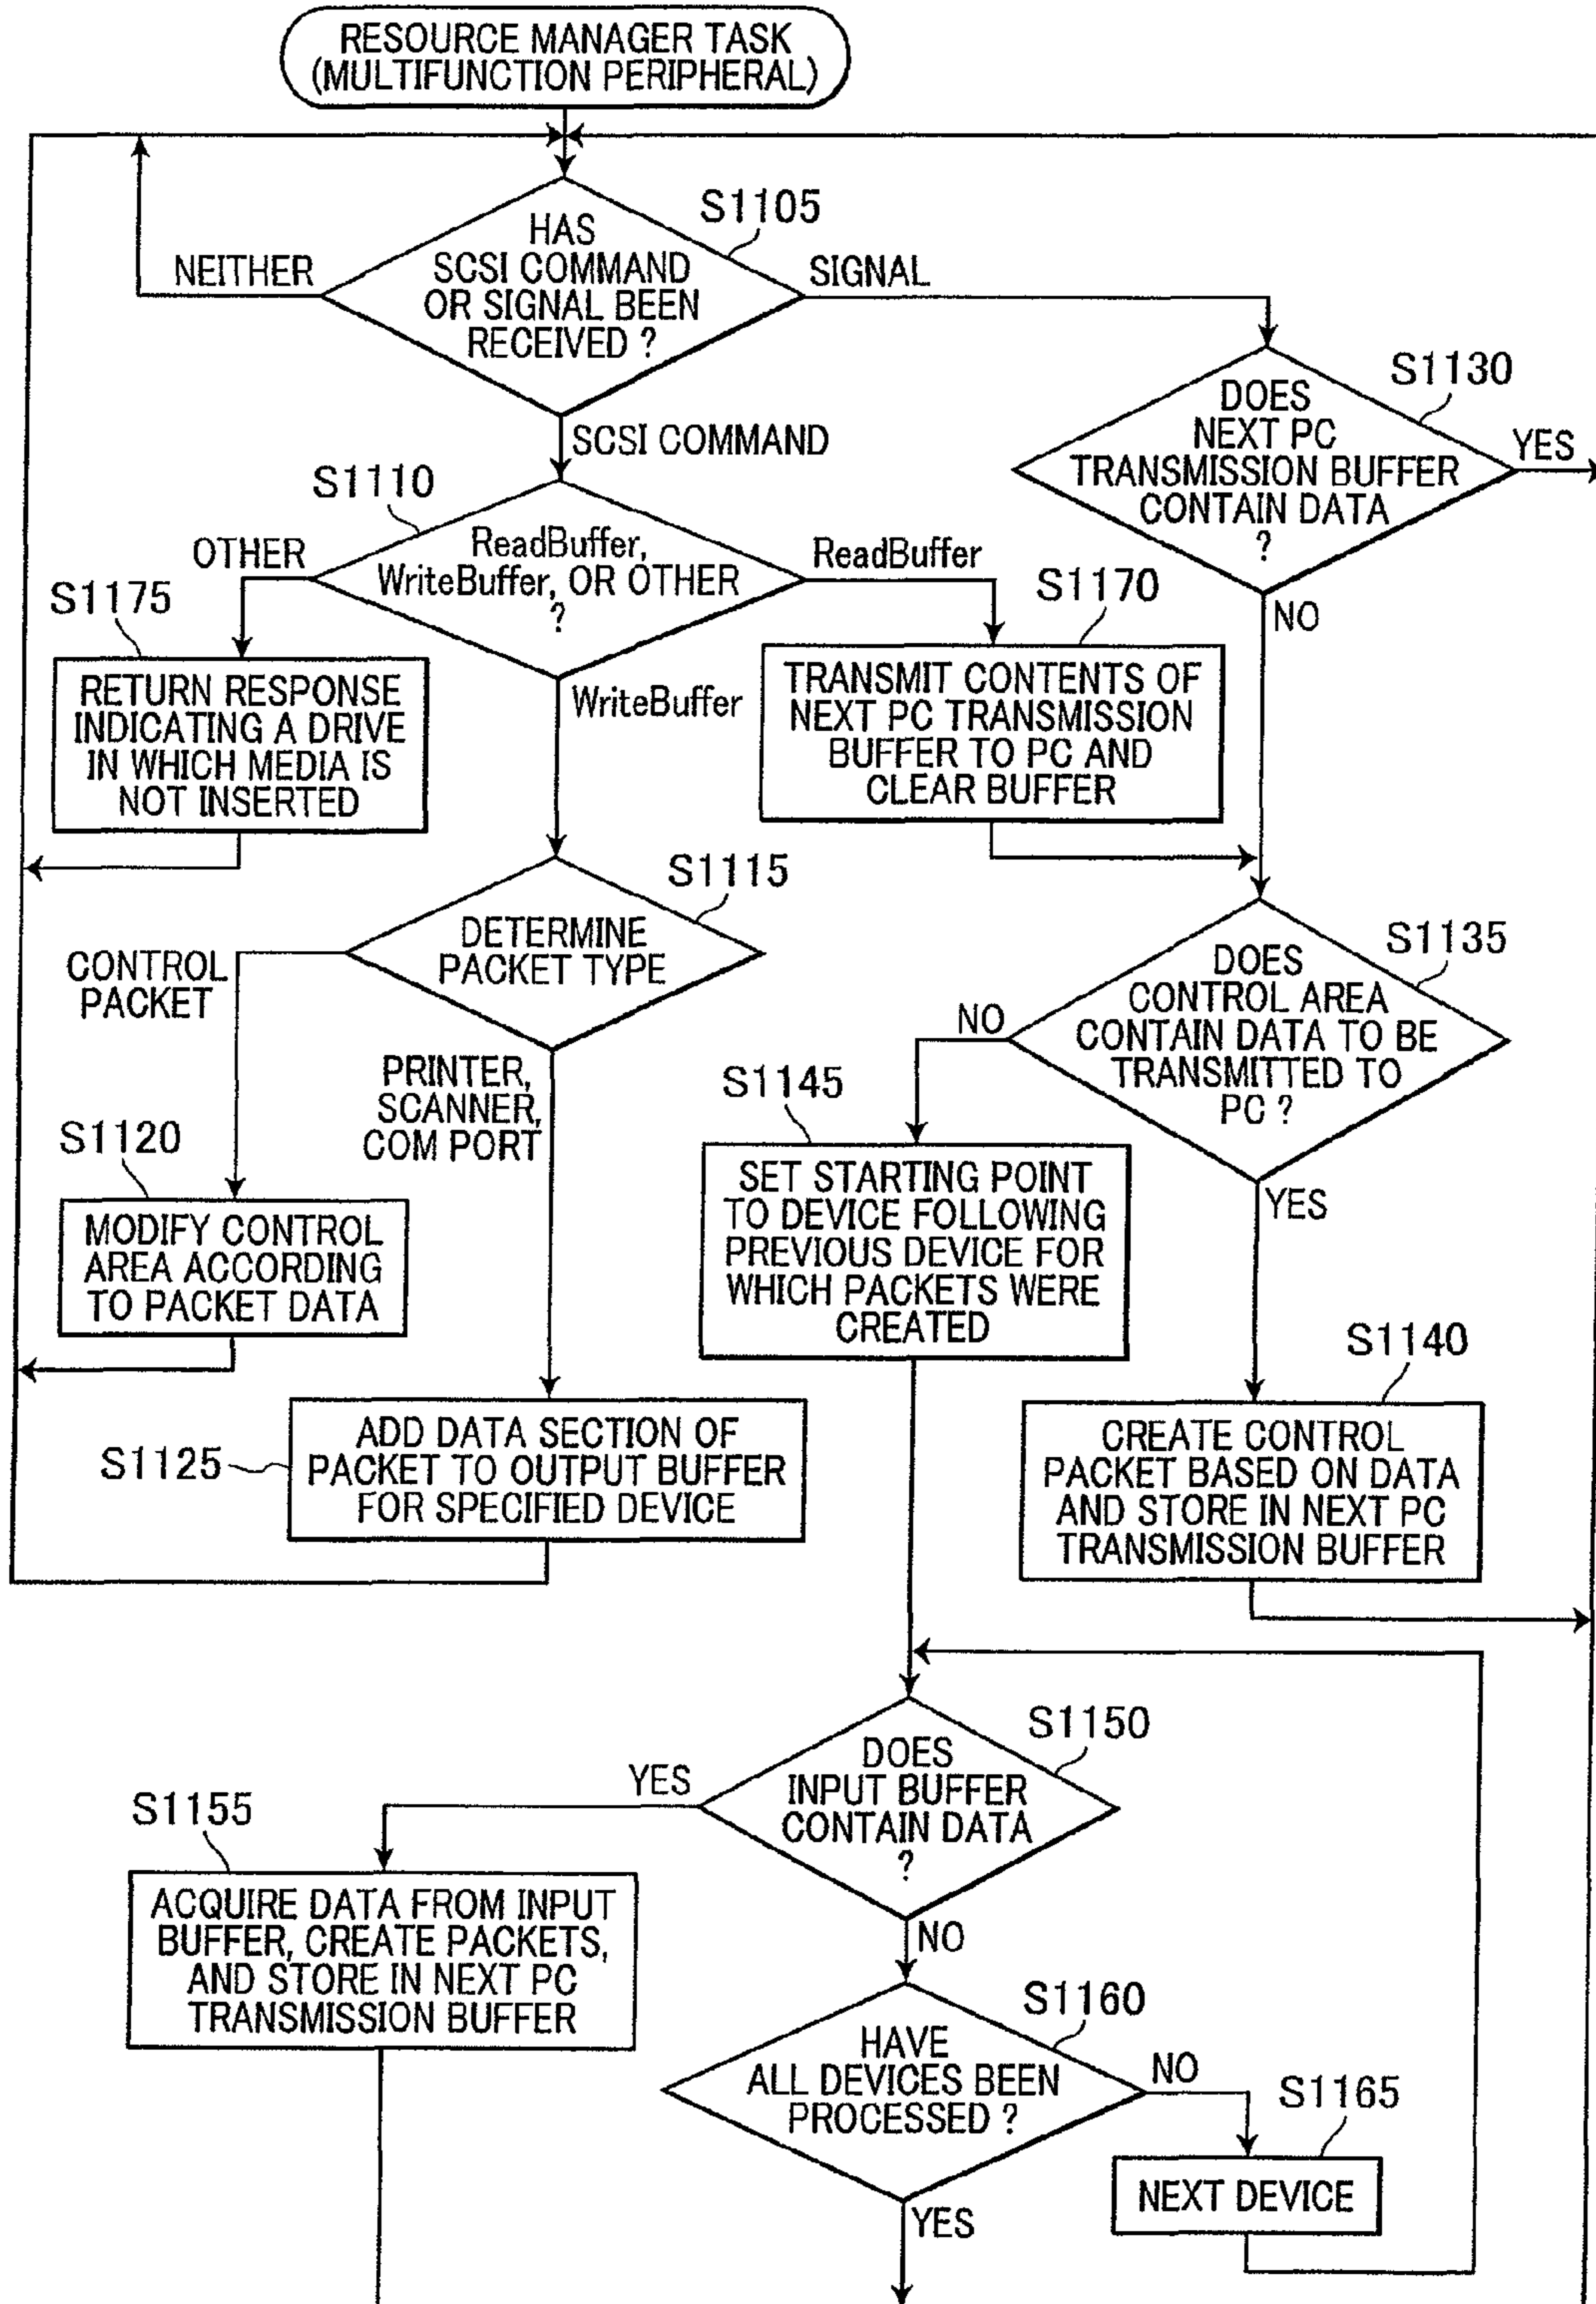 RESOURCE MANAGER TASK
(MULTIFUNCTION PERIPHERAL)
S1105
HAS
SCSI COMMAND
OR SIGNAL BEEN
RECEIVED ?
NEITHER
SIGNAL
SCSI COMMAND
S1130
DOES
NEXT PC
TRANSMISSION BUFFER
CONTAIN DATA
?
YES
NO
S1110
ReadBuffer,
WriteBuffer, OR OTHER
?
OTHER
ReadBuffer
WriteBuffer
S1175
RETURN RESPONSE
INDICATING A DRIVE
IN WHICH MEDIA IS
NOT INSERTED
S1170
TRANSMIT CONTENTS OF
NEXT PC TRANSMISSION
BUFFER TO PC AND
CLEAR BUFFER
S1115
DETERMINE
PACKET TYPE
CONTROL
PACKET
PRINTER,
SCANNER,
COM PORT
S1135
DOES
CONTROL AREA
CONTAIN DATA TO BE
TRANSMITTED TO
PC ?
NO
YES
S1120
MODIFY CONTROL
AREA ACCORDING
TO PACKET DATA
S1145
SET STARTING POINT
TO DEVICE FOLLOWING
PREVIOUS DEVICE FOR
WHICH PACKETS WERE
CREATED
S1125
ADD DATA SECTION OF
PACKET TO OUTPUT BUFFER
FOR SPECIFIED DEVICE
S1140
CREATE CONTROL
PACKET BASED ON DATA
AND STORE IN NEXT PC
TRANSMISSION BUFFER
S1150
DOES
INPUT BUFFER
CONTAIN DATA
?
YES
NO
S1155
ACQUIRE DATA FROM INPUT
BUFFER, CREATE PACKETS,
AND STORE IN NEXT PC
TRANSMISSION BUFFER
S1160
HAVE
ALL DEVICES BEEN
PROCESSED ?
NO
YES
S1165
NEXT DEVICE